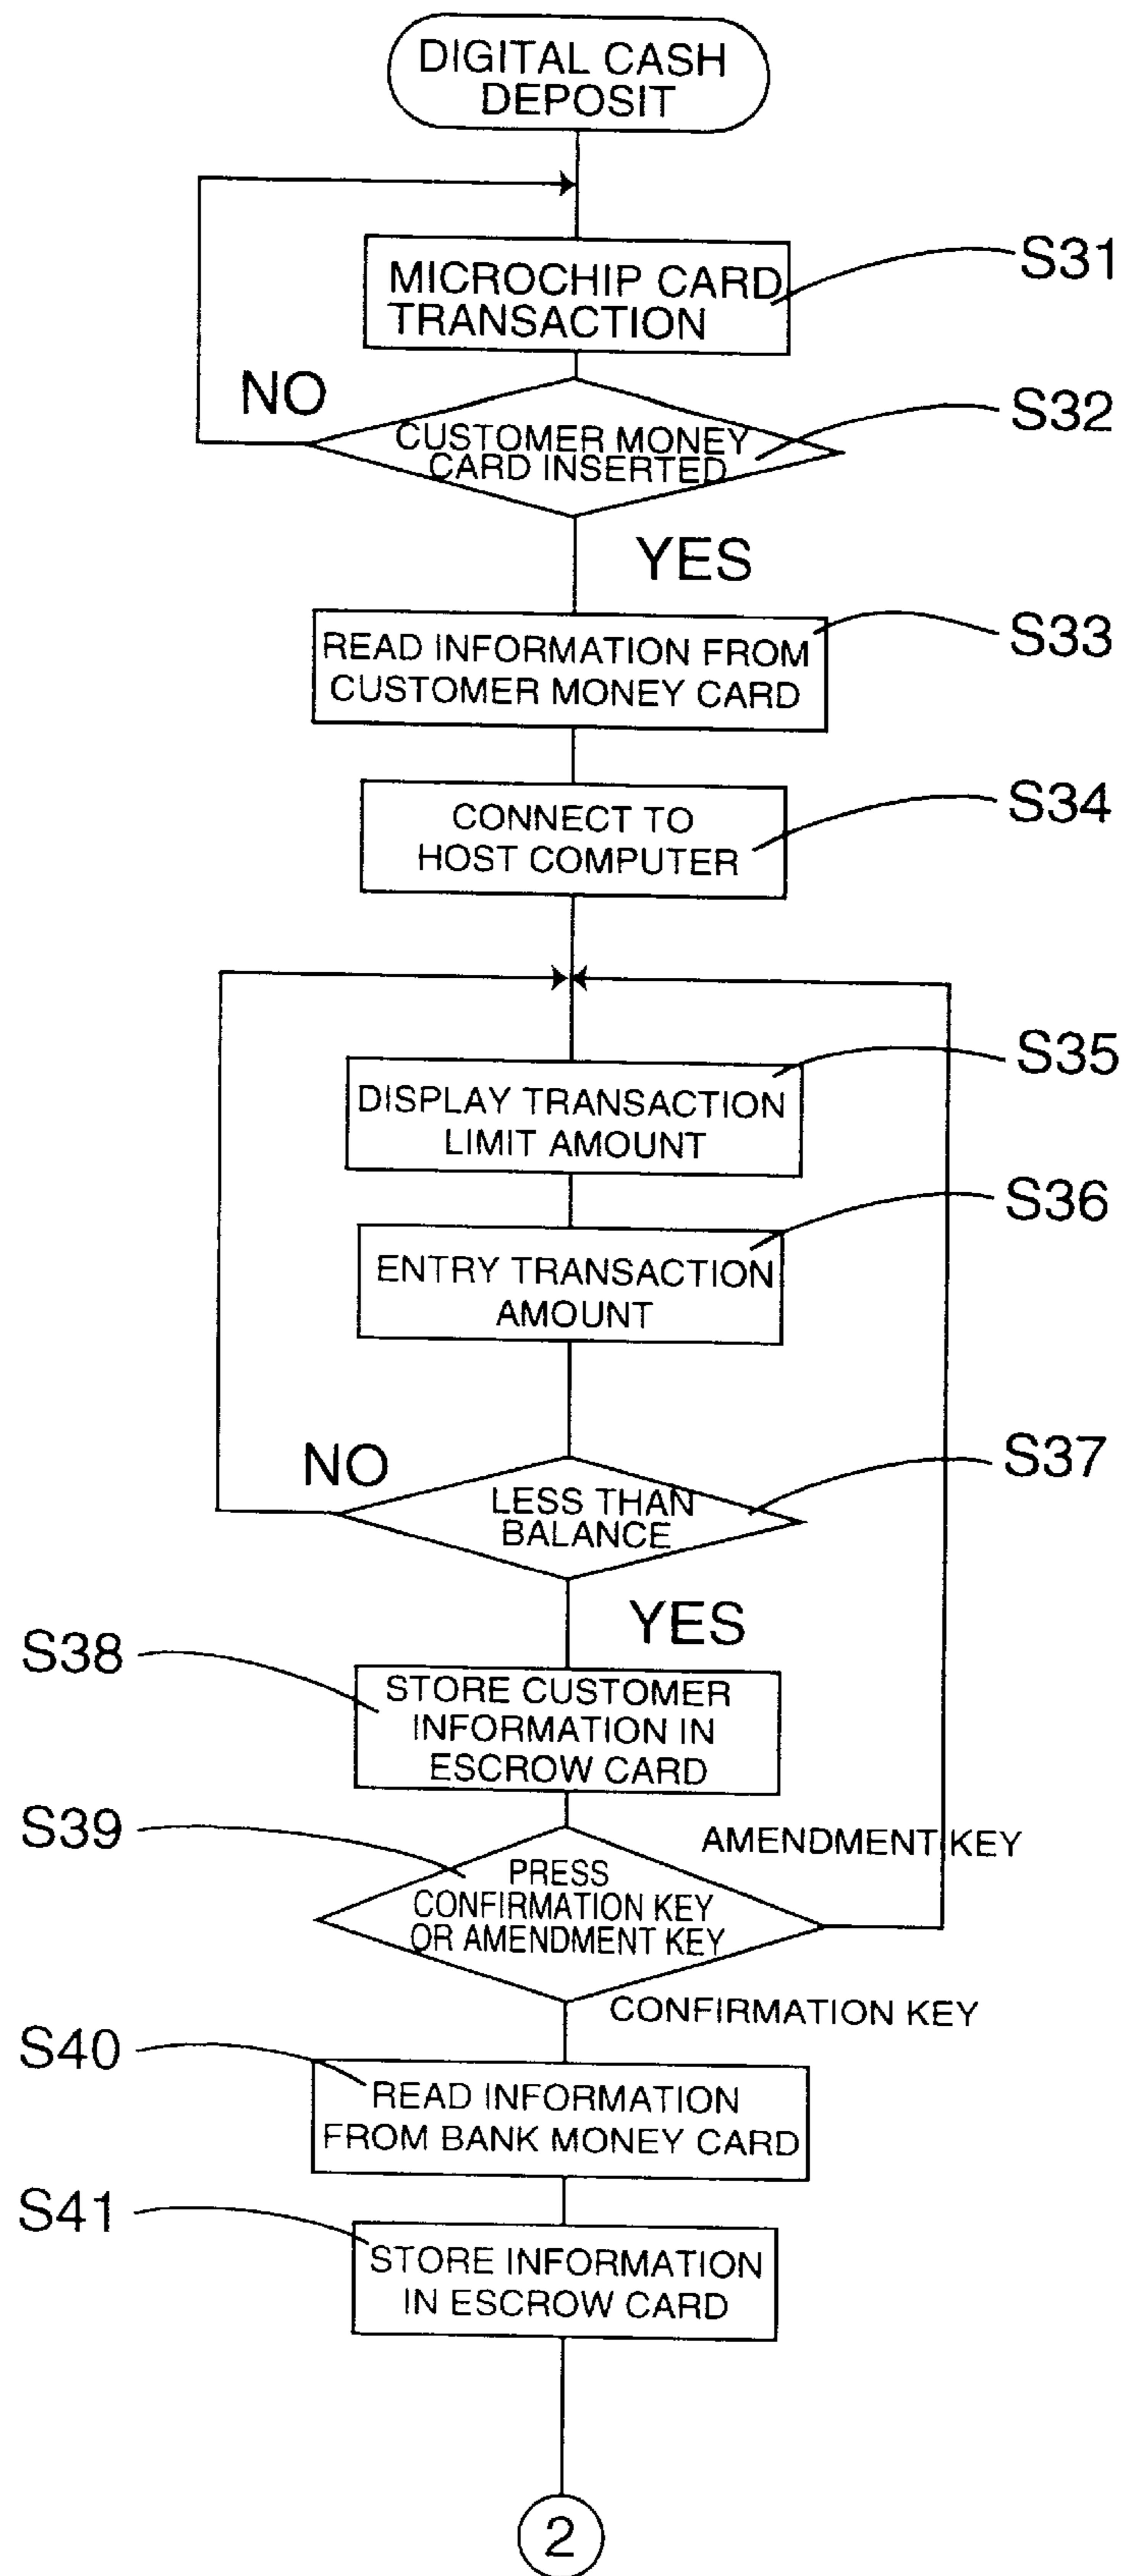 DIGITAL CASH
DEPOSIT
MICROCHIP CARD
TRANSACTION
S31
NO
CUSTOMER MONEY
CARD INSERTED
S32
YES
READ INFORMATION FROM
CUSTOMER MONEY CARD
S33
CONNECT TO
HOST COMPUTER
S34
DISPLAY TRANSACTION
LIMIT AMOUNT
S35
ENTRY TRANSACTION
AMOUNT
S36
NO
LESS THAN
BALANCE
S37
YES
S38
STORE CUSTOMER
INFORMATION IN
ESCROW CARD
S39
AMENDMENT KEY
PRESS
CONFIRMATION KEY
OR AMENDMENT KEY
CONFIRMATION KEY
S40
READ INFORMATION
FROM BANK MONEY CARD
S41
STORE INFORMATION
IN ESCROW CARD
2